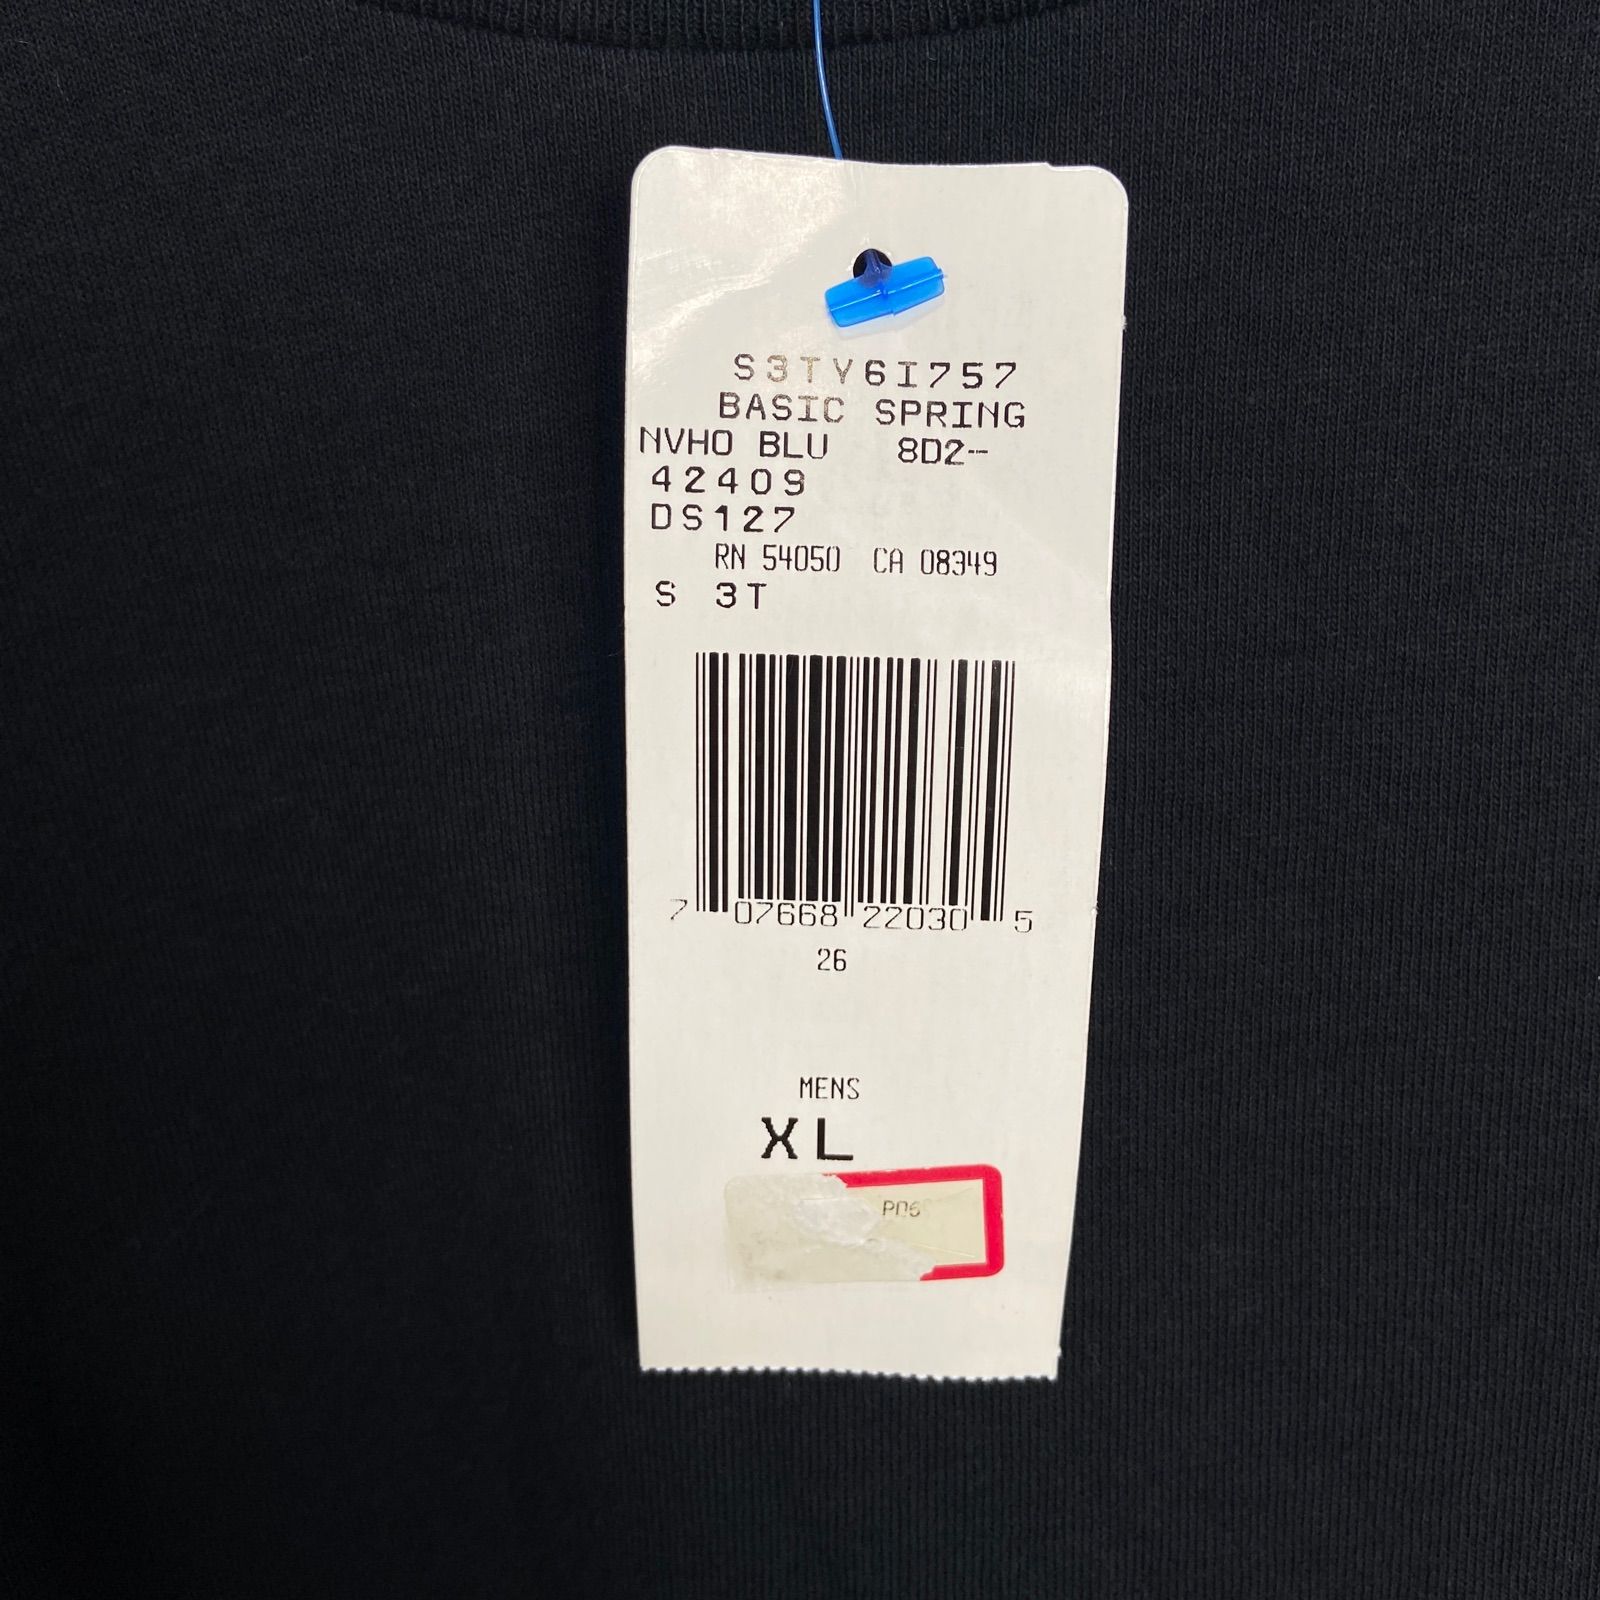 S3TY6I757
BASIC SPRING
NVHO BLU 8D2--
42409
DS127
RN 54050 CA 08349
S 3T
7 07668 22030 5
26
MENS
XL